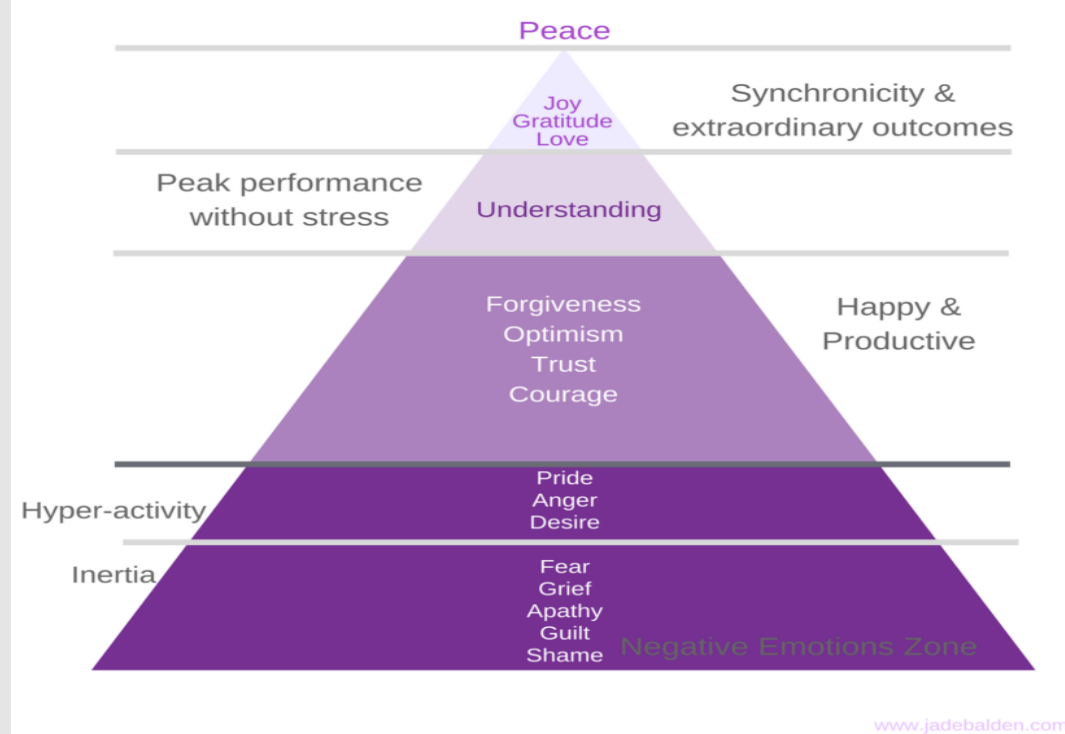 Peace
Joy
Gratitude
Love
Synchronicity &
extraordinary outcomes
Peak performance
without stress
Understanding
Forgiveness
Optimism
Trust
Courage
Happy &
Productive
Pride
Anger
Desire
Hyper-activity
Inertia
Fear
Grief
Apathy
Guilt
Shame
Negative Emotions Zone
www.jadebalden.com